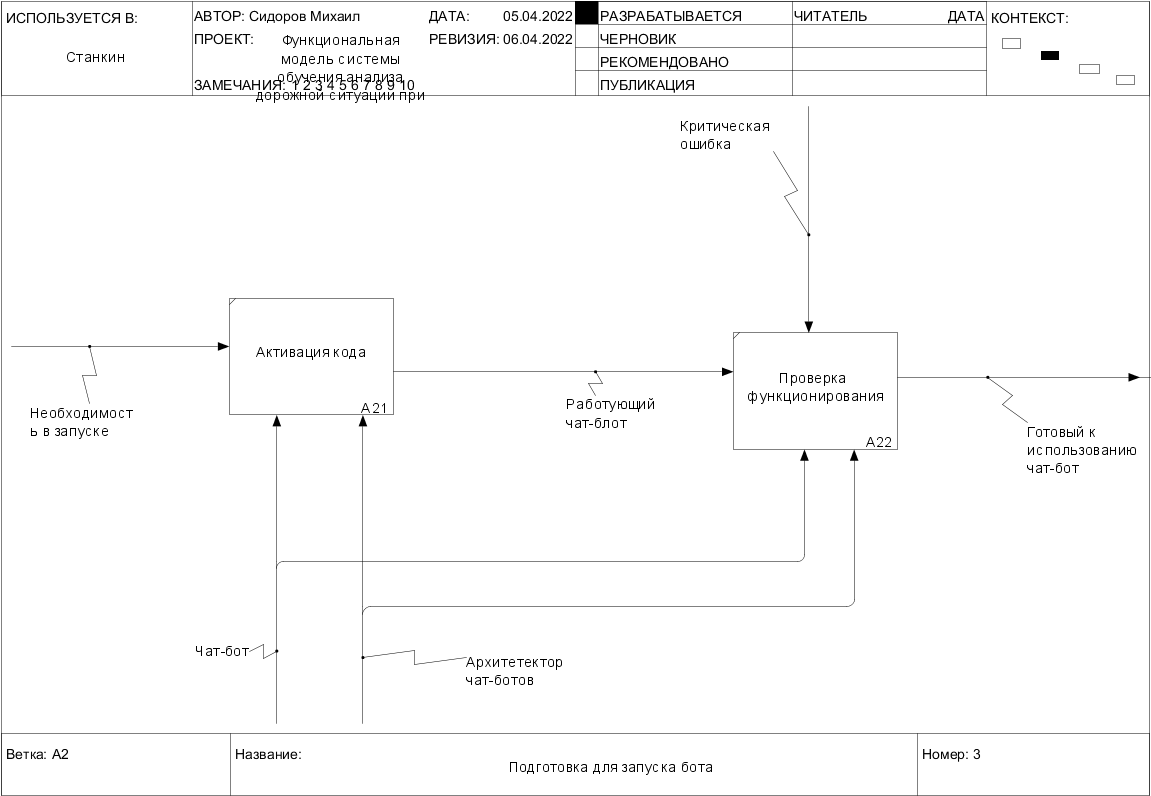 ИСПОЛЬЗУЕТСЯ В:
Станкин
АВТОР: Сидоров Михаил
ДАТА: 05.04.2022
ПРОЕКТ:
Функциональная
модель системы
обучения анализа
дорожной ситуации при
РЕВИЗИЯ: 06.04.2022
ЗАМЕЧАНИЯ: 1 2 3 4 5 6 7 8 9 10
РАЗРАБАТЫВАЕТСЯ
ЧЕРНОВИК
РЕКОМЕНДОВАНО
ПУБЛИКАЦИЯ
ЧИТАТЕЛЬ ДАТА
КОНТЕКСТ:
Критическая
ошибка
Активация кода
A21
Необходимост
ь в запуске
Работующий
чат-блот
Проверка
функционирования
A22
Готовый к
использованию
чат-бот
Чат-бот
Архитетектор
чат-ботов
Ветка: A2
Название:
Подготовка для запуска бота
Номер: 3